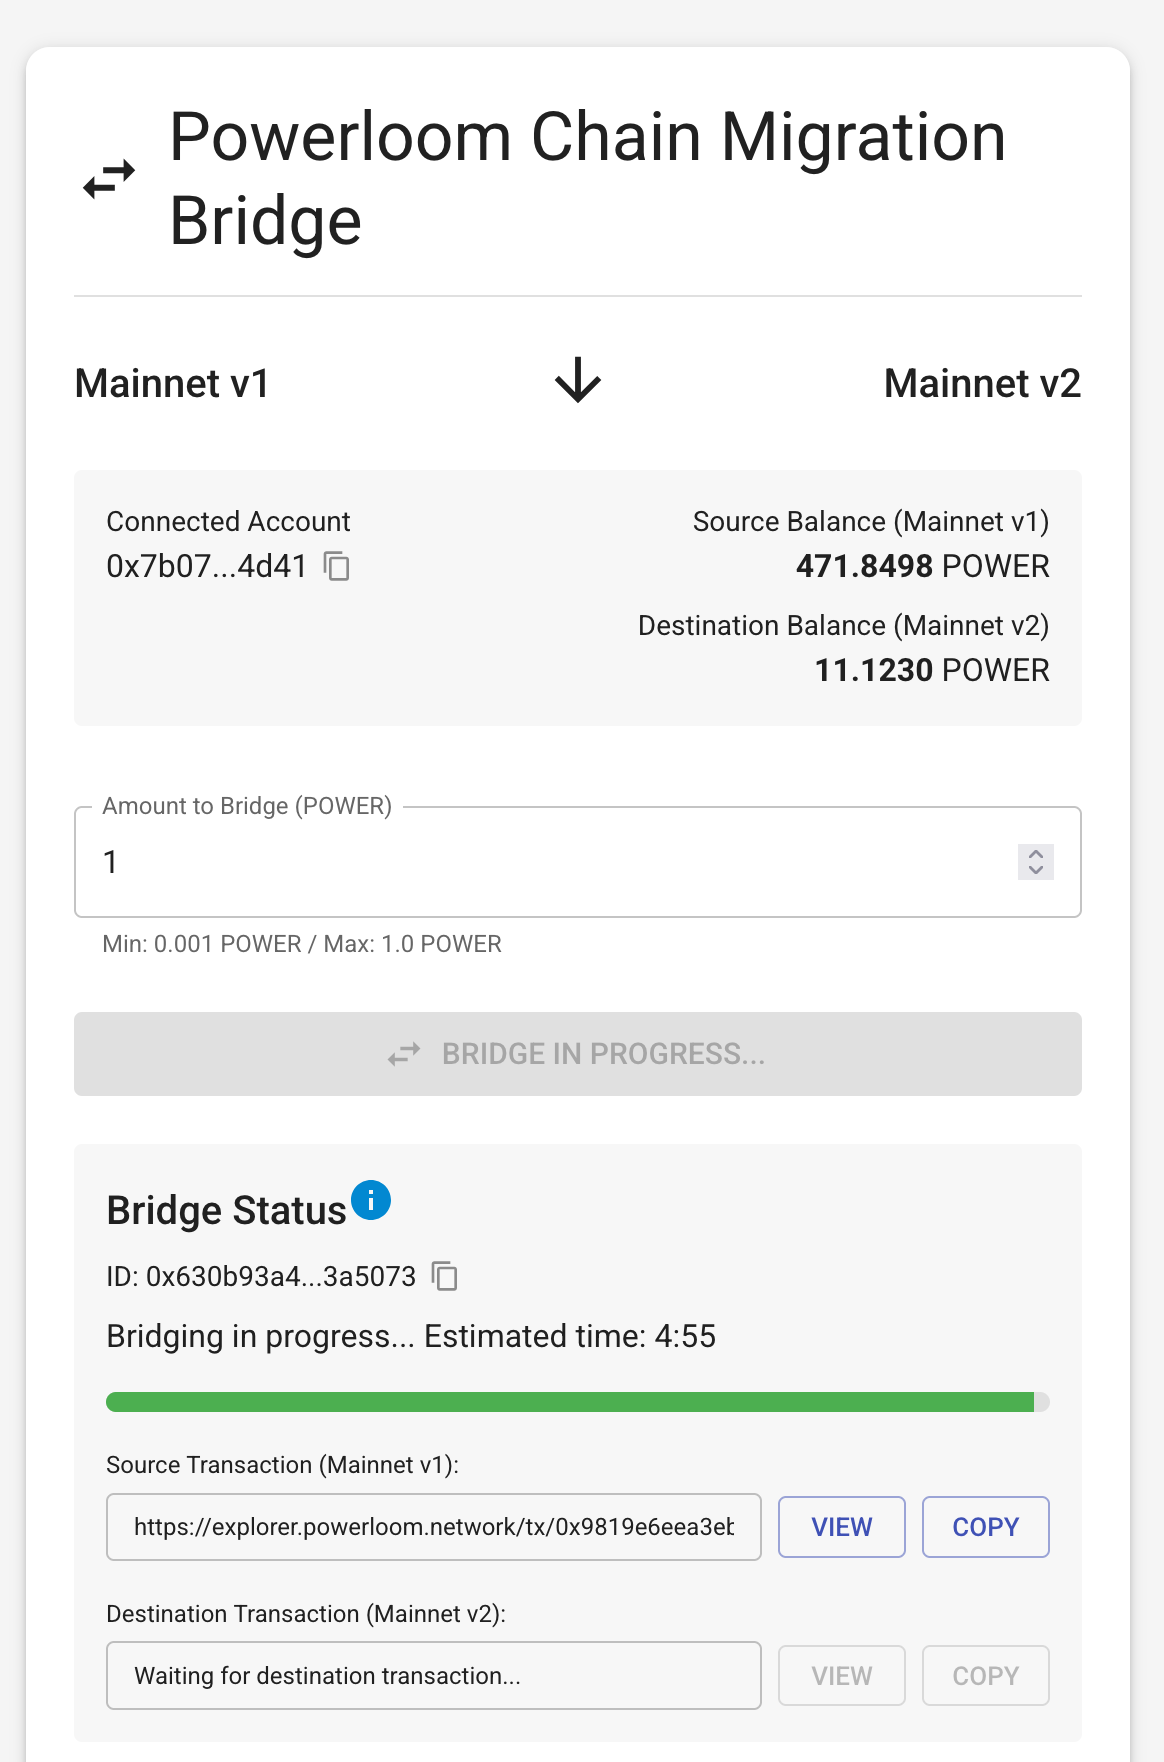 Powerloom Chain Migration
Bridge
Mainnet v1
Mainnet v2
Connected Account
0x7b07...4d41
Source Balance (Mainnet v1)
471.8498 POWER
Destination Balance (Mainnet v2)
11.1230 POWER
Amount to Bridge (POWER)
1
Min: 0.001 POWER / Max: 1.0 POWER
BRIDGE IN PROGRESS...
Bridge Status
ID: 0x630b93a4...3a5073
Bridging in progress... Estimated time: 4:55
Source Transaction (Mainnet v1):
https://explorer.powerloom.network/tx/0x9819e6eea3eb
VIEW
COPY
Destination Transaction (Mainnet v2):
Waiting for destination transaction...
VIEW
COPY